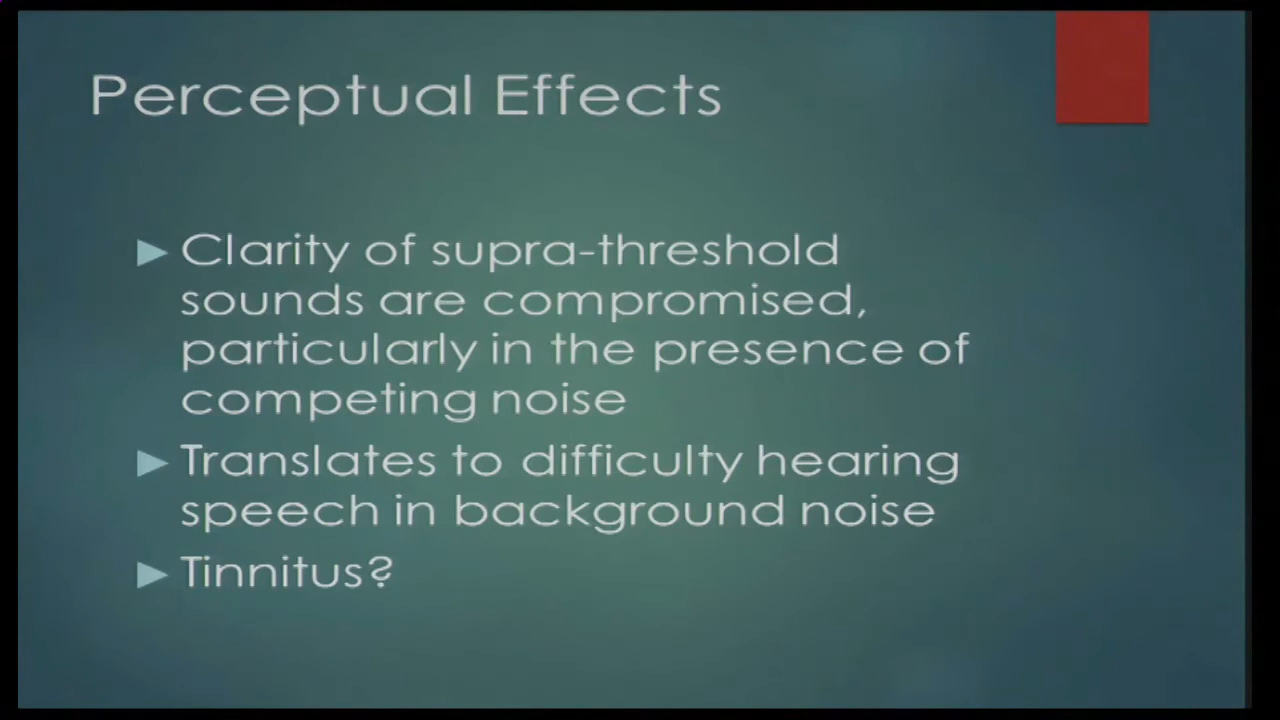 Perceptual Effects
Clarity of supra-threshold
sounds are compromised,
particularly in the presence of
competing noise
Translates to difficulty hearing
speech in background noise
Tinnitus?